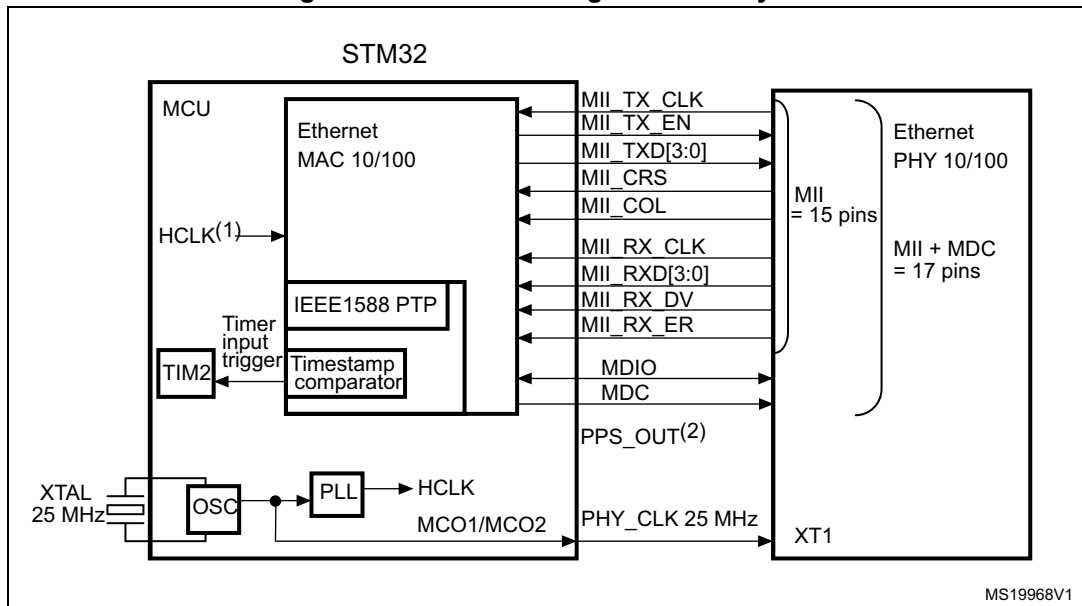 STM32
MCU
Ethernet
MAC 10/100
HCLK(1)
IEEE1588 PTP
Timer
input
trigger
Timestamp
comparator
TIM2
XTAL
25 MHz
OSC
PLL
HCLK
MCO1/MCO2
MII_TX_CLK
MII_TX_EN
MII_TXD[3:0]
MII_CRS
MII_COL
MII_RX_CLK
MII_RXD[3:0]
MII_RX_DV
MII_RX_ER
MDIO
MDC
PPS_OUT(2)
PHY_CLK 25 MHz
MII
= 15 pins
Ethernet
PHY 10/100
MII + MDC
= 17 pins
XT1
MS19968V1